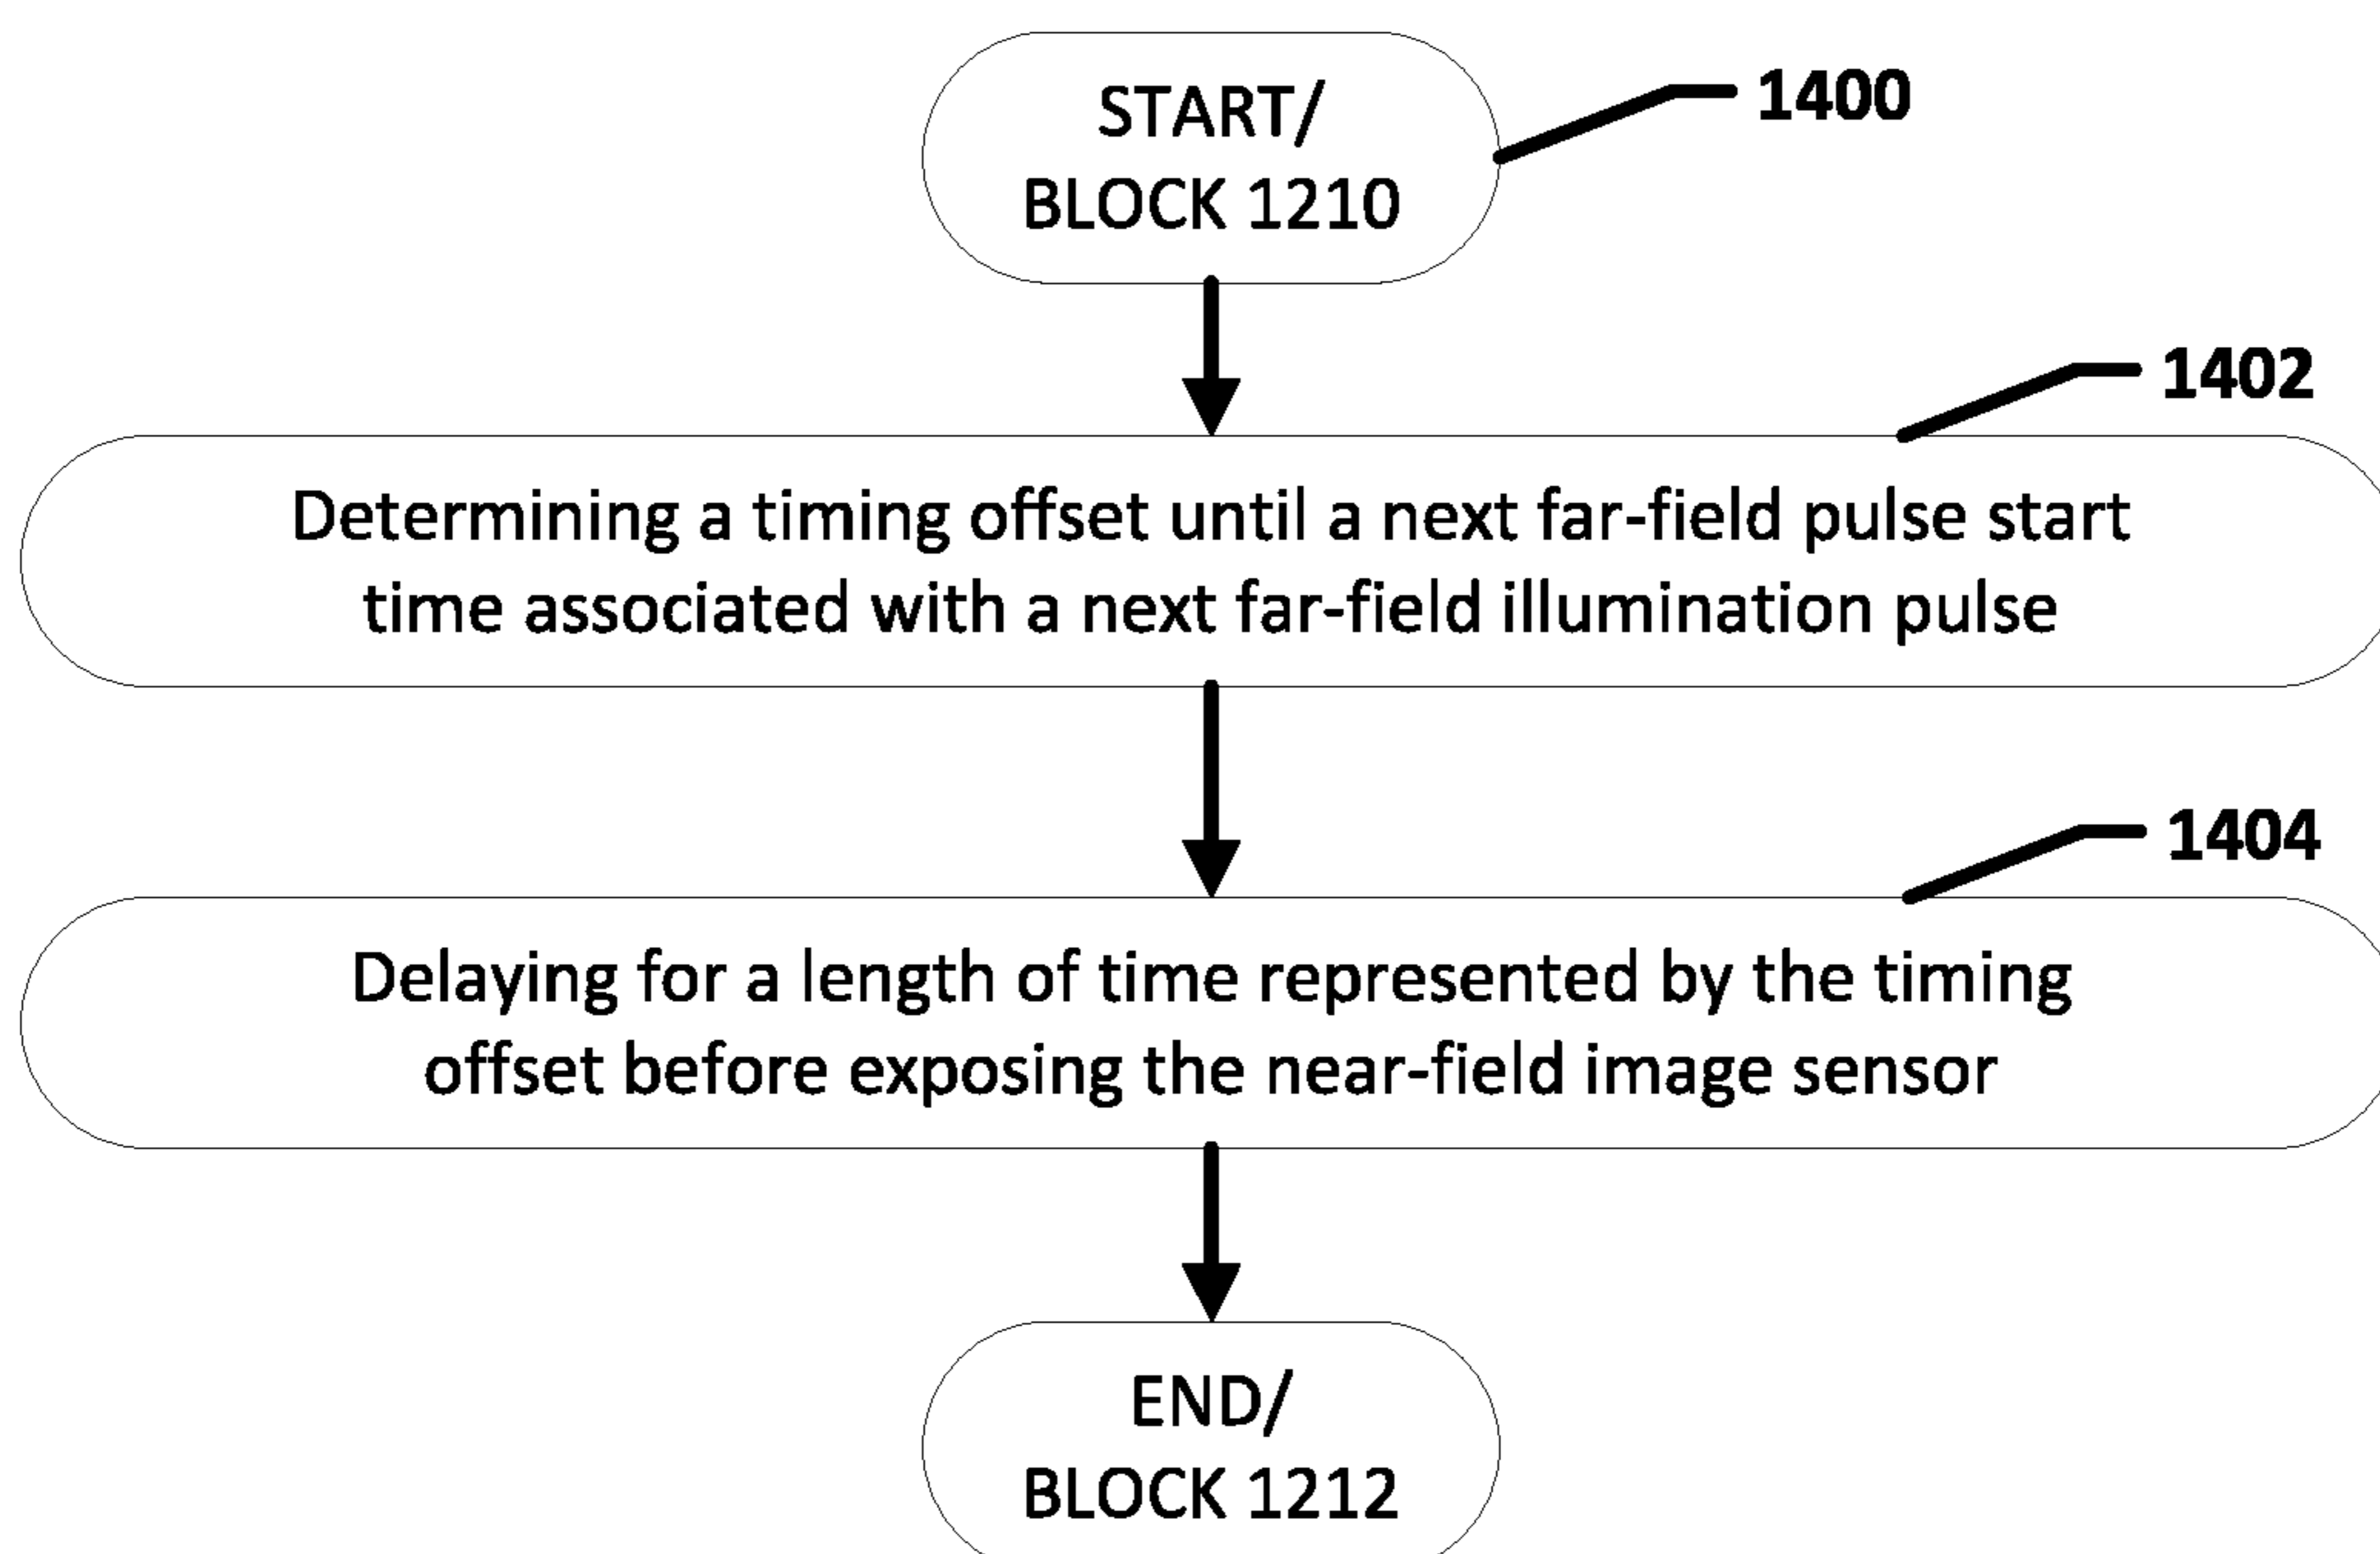 START/
BLOCK 1210
1400
1402
Determining a timing offset until a next far-field pulse start
time associated with a next far-field illumination pulse
1404
Delaying for a length of time represented by the timing
offset before exposing the near-field image sensor
END/
BLOCK 1212